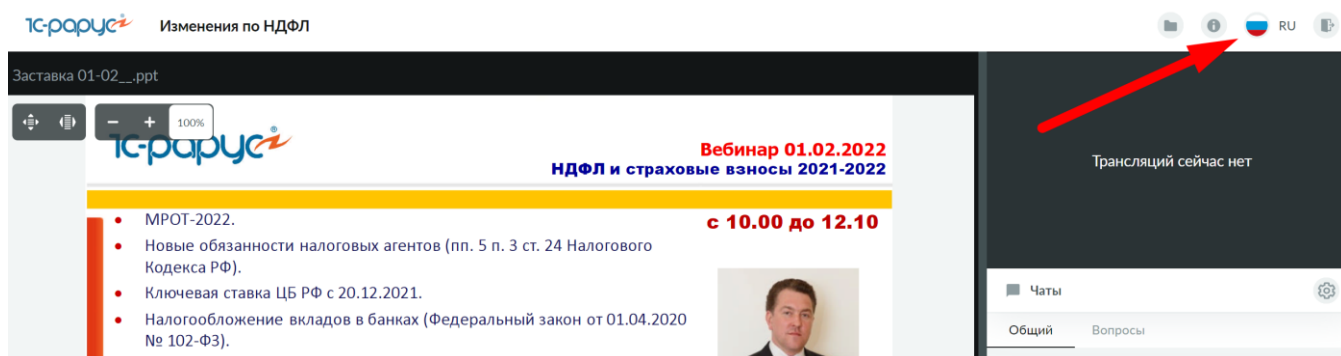 1С-рарус® Изменения по НДФЛ
RU
Заставка 01-02__.ppt
100%
1С-рарус®
Вебинар 01.02.2022
НДФЛ и страховые взносы 2021-2022
с 10.00 до 12.10
• МРОТ-2022.
• Новые обязанности налоговых агентов (пп. 5 п. 3 ст. 24 Налогового
Кодекса РФ).
• Ключевая ставка ЦБ РФ с 20.12.2021.
• Налогообложение вкладов в банках (Федеральный закон от 01.04.2020
№ 102-ФЗ).
Трансляций сейчас нет
Чаты
Общий Вопросы